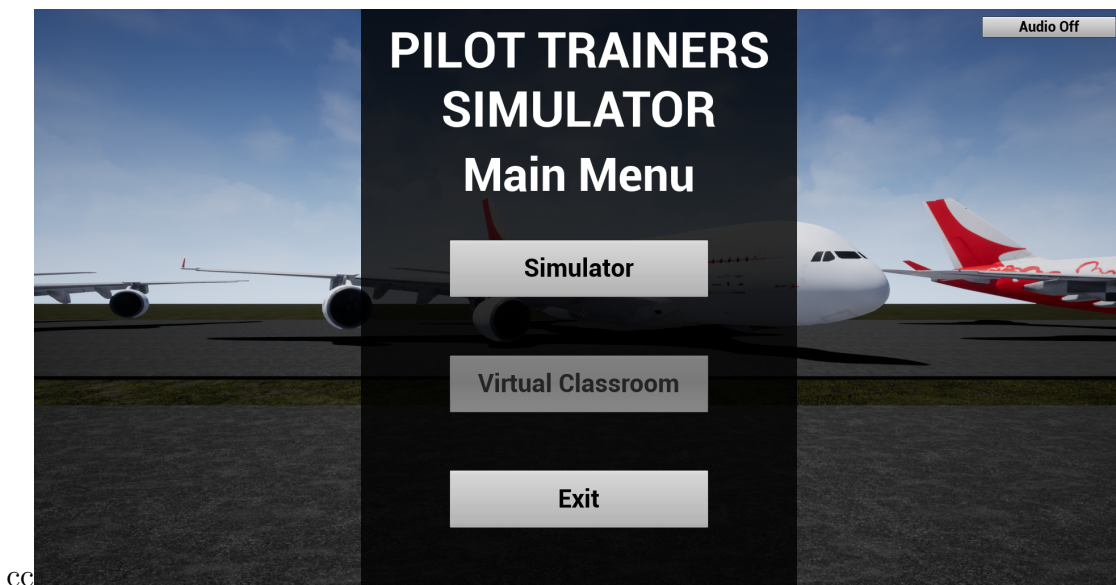 Audio Off
PILOT TRAINERS
SIMULATOR
Main Menu
Simulator
Virtual Classroom
Exit
cc